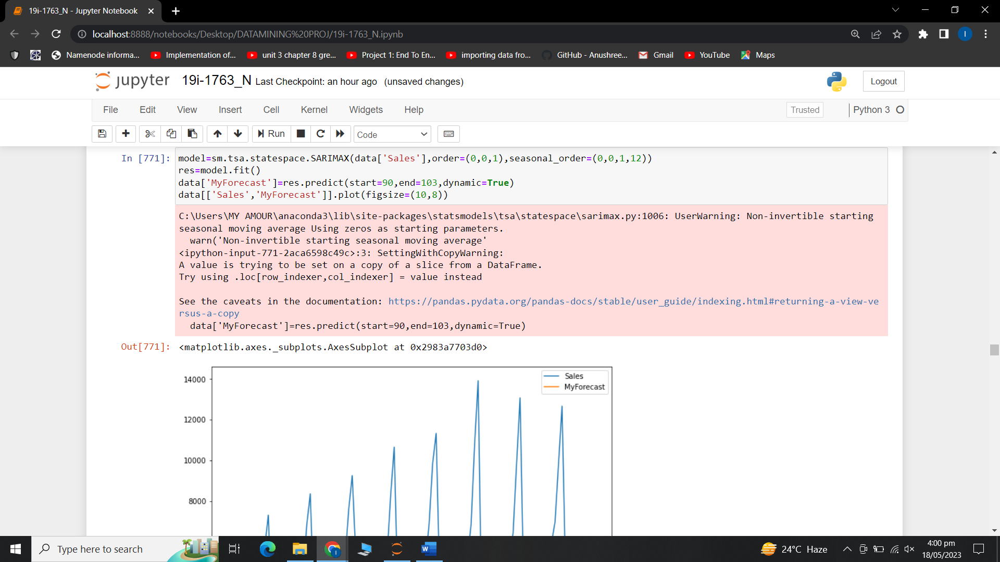 19i-1763_N - Jupyter Notebook
localhost:8888/notebooks/Desktop/DATAMINING%20PROJ/19i-1763_N.ipynb
I
Namenode informa... Implementation of... unit 3 chapter 8 gre... Project 1: End To En... importing data fro... GitHub - Anushree... Gmail YouTube Maps
jupyter 19i-1763_N Last Checkpoint: an hour ago (unsaved changes) Logout
File Edit View Insert Cell Kernel Widgets Help Trusted Python 3
Run Code
In [771]: model=sm.tsa.statespace.SARIMAX(data['Sales'],order=(0,0,1),seasonal_order=(0,0,1,12))
res=model.fit()
data['MyForecast']=res.predict(start=90,end=103,dynamic=True)
data[['Sales','MyForecast']].plot(figsize=(10,8))
C:\Users\MY AMOUR\anaconda3\lib\site-packages\statsmodels\tsa\statespace\sarimax.py:1006: UserWarning: Non-invertible starting
seasonal moving average Using zeros as starting parameters.
warn('Non-invertible starting seasonal moving average'
<ipython-input-771-2aca6598c49c>:3: SettingWithCopyWarning:
A value is trying to be set on a copy of a slice from a DataFrame.
Try using .loc[row_indexer,col_indexer] = value instead
See the caveats in the documentation: https://pandas.pydata.org/pandas-docs/stable/user_guide/indexing.html#returning-a-view-ve
rsus-a-copy
data['MyForecast']=res.predict(start=90,end=103,dynamic=True)
Out[771]: <matplotlib.axes._subplots.AxesSubplot at 0x2983a7703d0>
Sales
MyForecast
14000
12000
10000
8000
Type here to search
24°C Haze
4:00 pm
18/05/2023